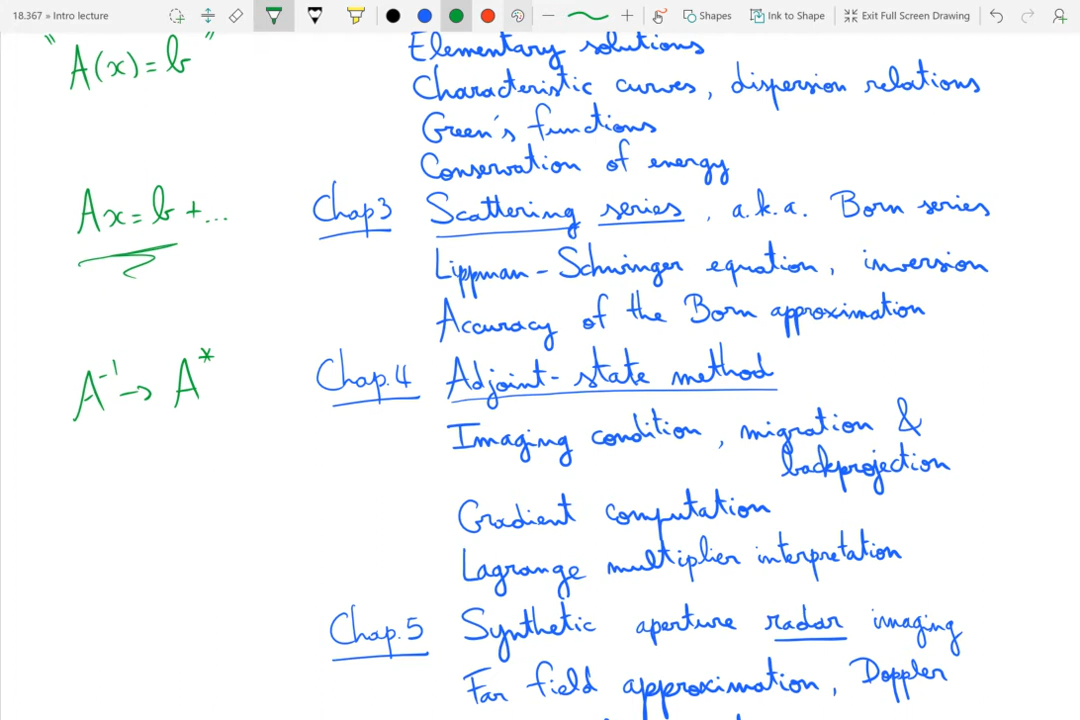 18.367 » Intro lecture
Shapes
Ink to Shape
Exit Full Screen Drawing
" A(x) = b "
Elementary solutions
Characteristic curves, dispersion relations
Green's functions
Conservation of energy
Ax = b + ...
Chap 3 Scattering series, a.k.a. Born series
Lippman - Schwinger equation, inversion
Accuracy of the Born approximation
A⁻¹ → A*
Chap. 4 Adjoint-state method
Imaging condition, migration &
backprojection
Gradient computation
Lagrange multiplier interpretation
Chap. 5 Synthetic aperture radar imaging
Far field approximation, Doppler